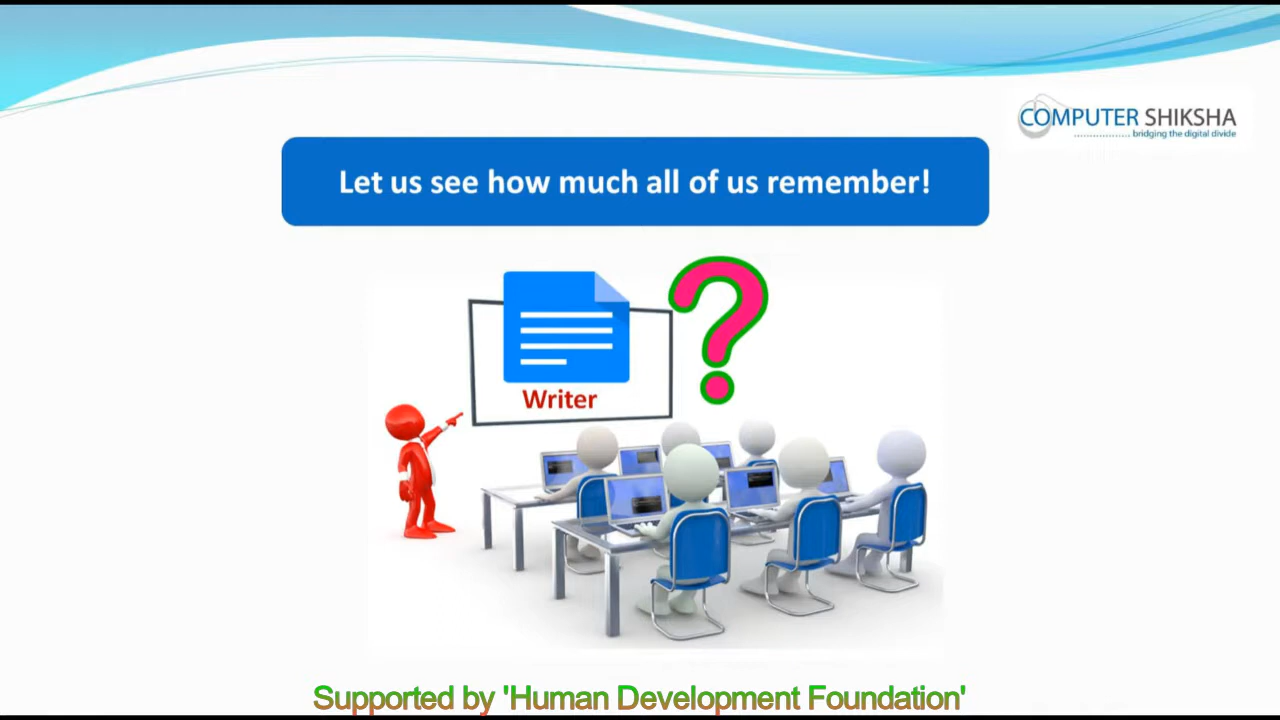 COMPUTER SHIKSHA
bridging the digital divide
Let us see how much all of us remember!
?
Writer
Supported by 'Human Development Foundation'